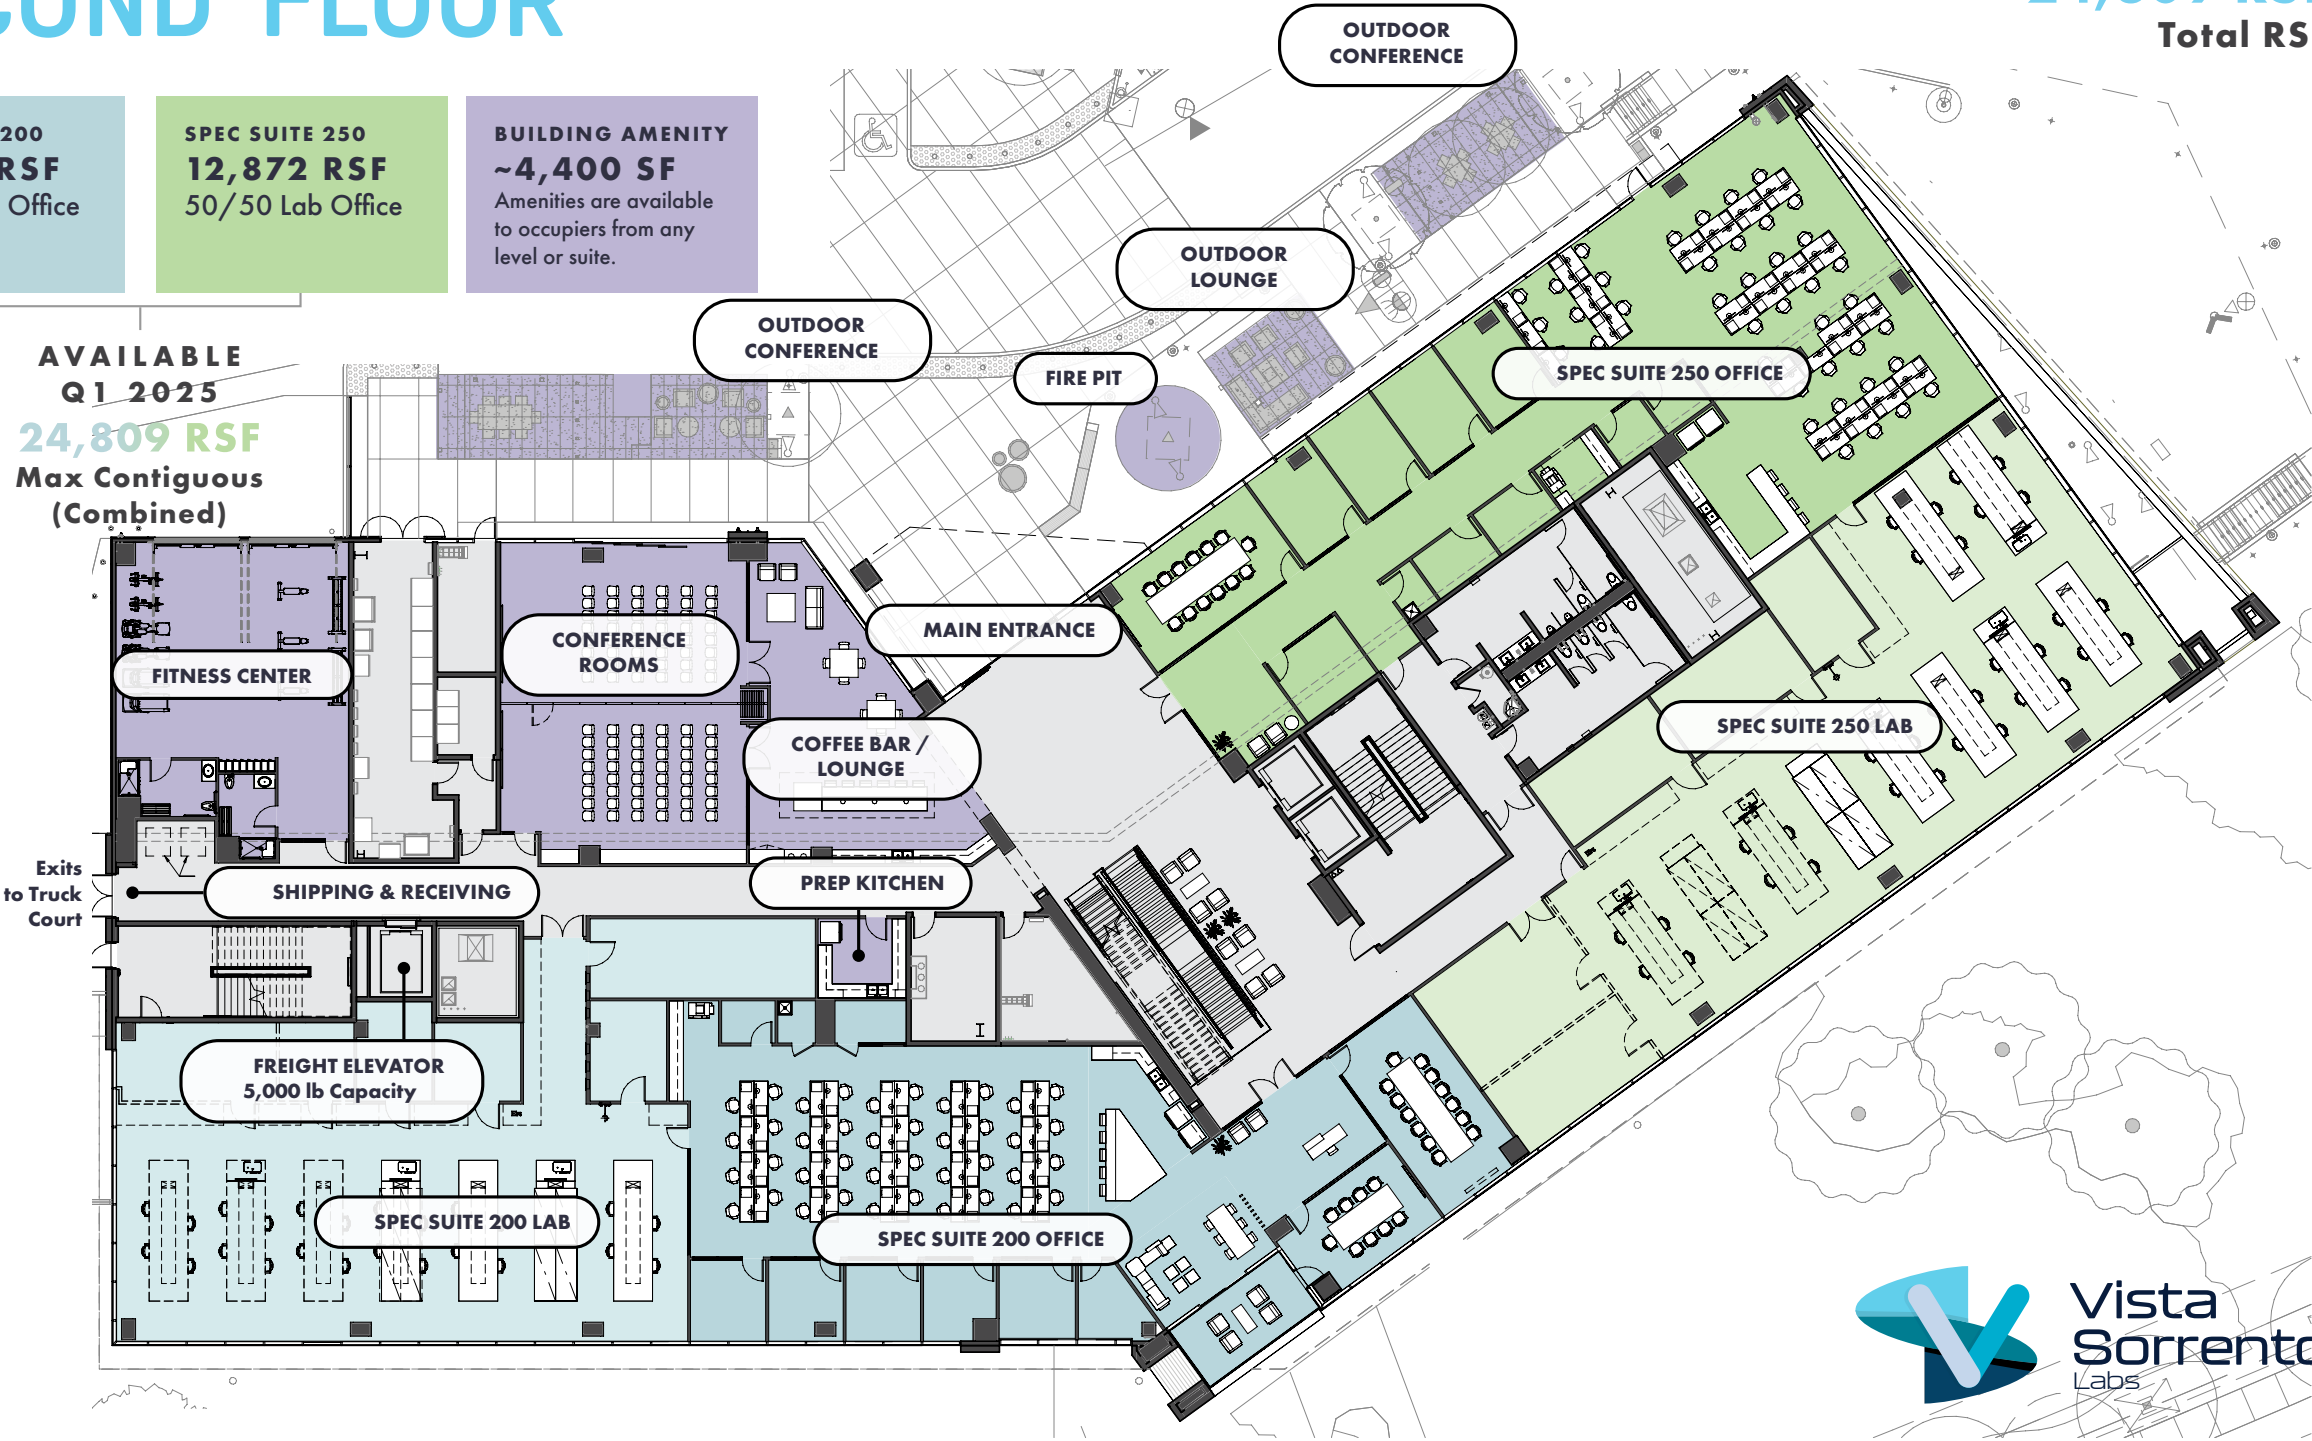 SECOND FLOOR
24,809 RSF
Total RS
200
RSF
Office
SPEC SUITE 250
12,872 RSF
50/50 Lab Office
BUILDING AMENITY
~4,400 SF
Amenities are available
to occupiers from any
level or suite.
AVAILABLE
Q1 2025
24,809 RSF
Max Contiguous
(Combined)
OUTDOOR
CONFERENCE
OUTDOOR
LOUNGE
OUTDOOR
CONFERENCE
FIRE PIT
SPEC SUITE 250 OFFICE
MAIN ENTRANCE
CONFERENCE
ROOMS
FITNESS CENTER
SPEC SUITE 250 LAB
COFFEE BAR /
LOUNGE
Exits
to Truck
Court
SHIPPING & RECEIVING
PREP KITCHEN
FREIGHT ELEVATOR
5,000 lb Capacity
SPEC SUITE 200 LAB
SPEC SUITE 200 OFFICE
Vista
Sorrento
Labs